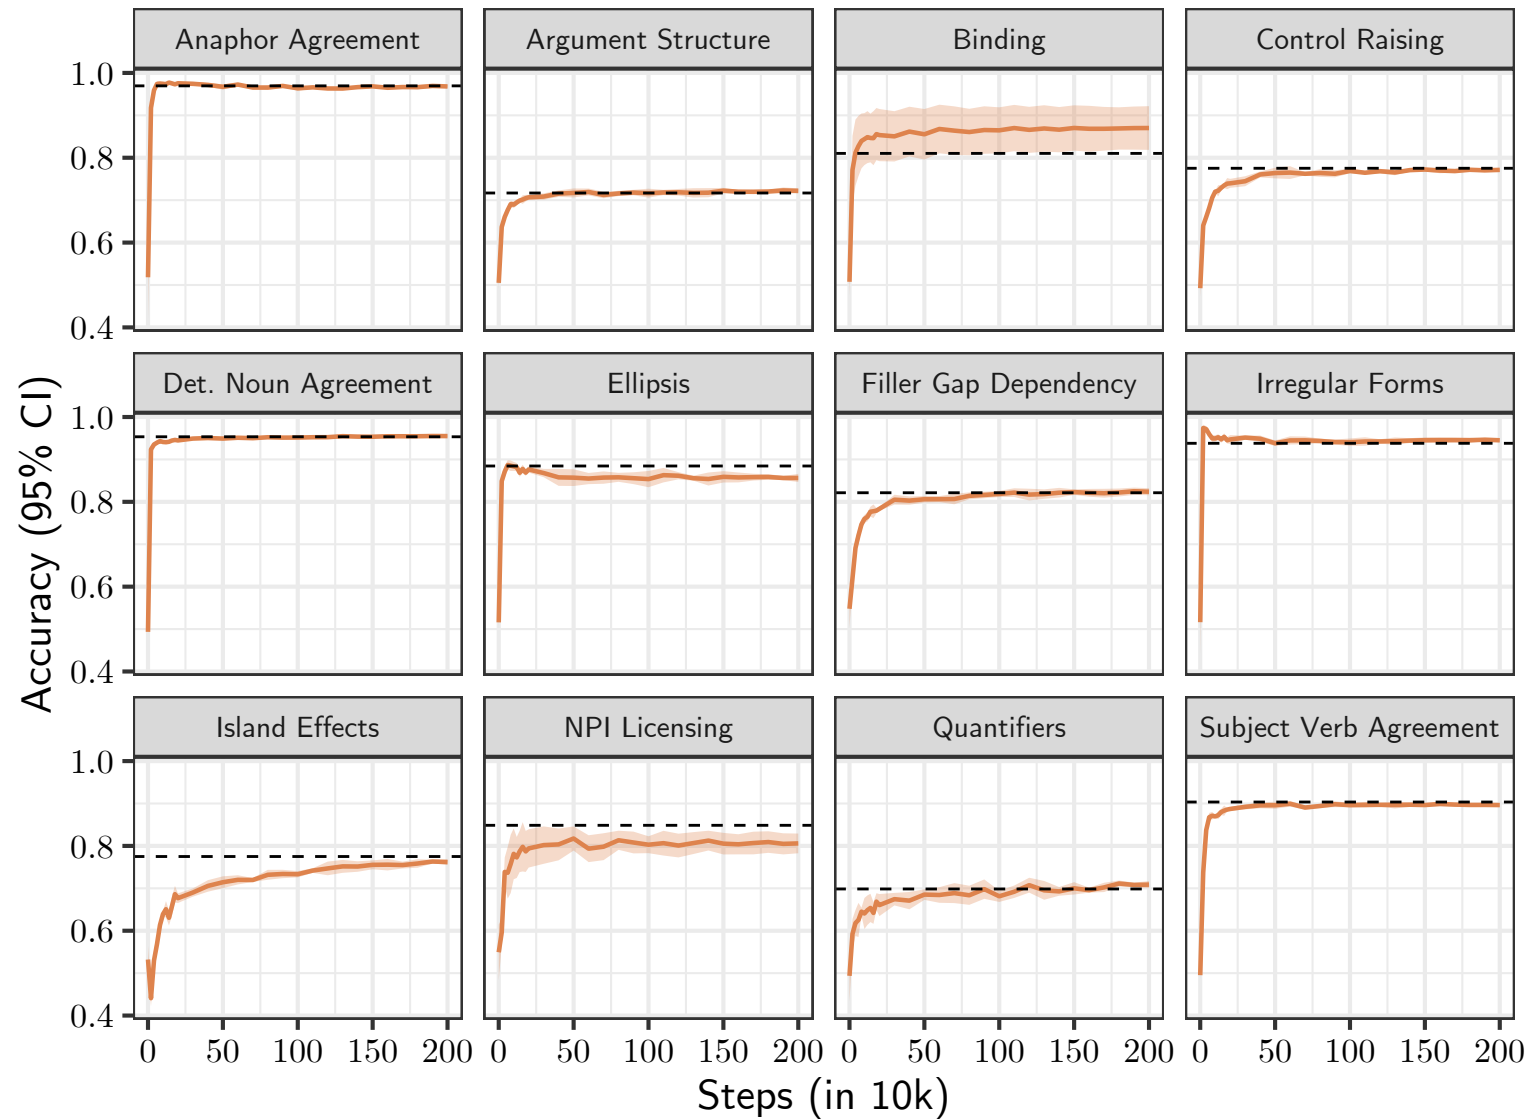 Anaphor Agreement
Argument Structure
Binding
Control Raising
1.0
0.8
0.6
0.4
Det. Noun Agreement
Ellipsis
Filler Gap Dependency
Irregular Forms
1.0
0.8
0.6
0.4
Island Effects
NPI Licensing
Quantifiers
Subject Verb Agreement
1.0
0.8
0.6
0.4
0 50 100 150 200
0 50 100 150 200
0 50 100 150 200
0 50 100 150 200
Steps (in 10k)
Accuracy (95% CI)